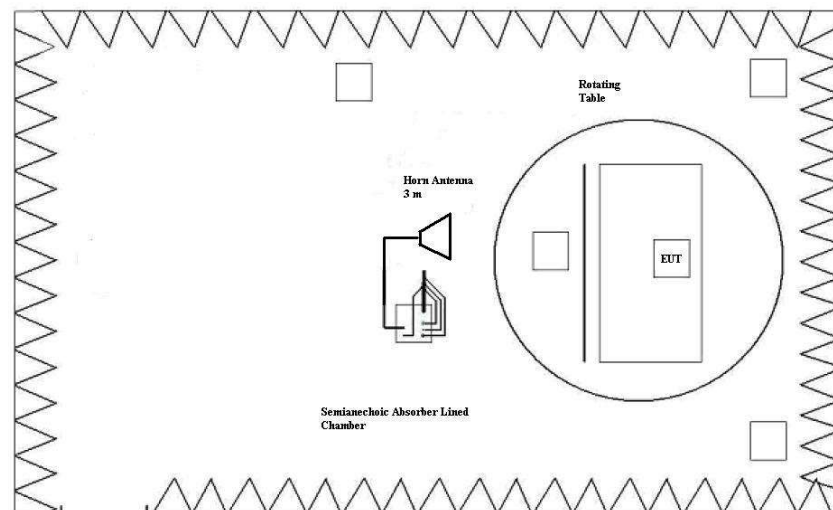 Rotating
Table
Horn Antenna
3 m
EUT
Semianechoic Absorber Lined
Chamber